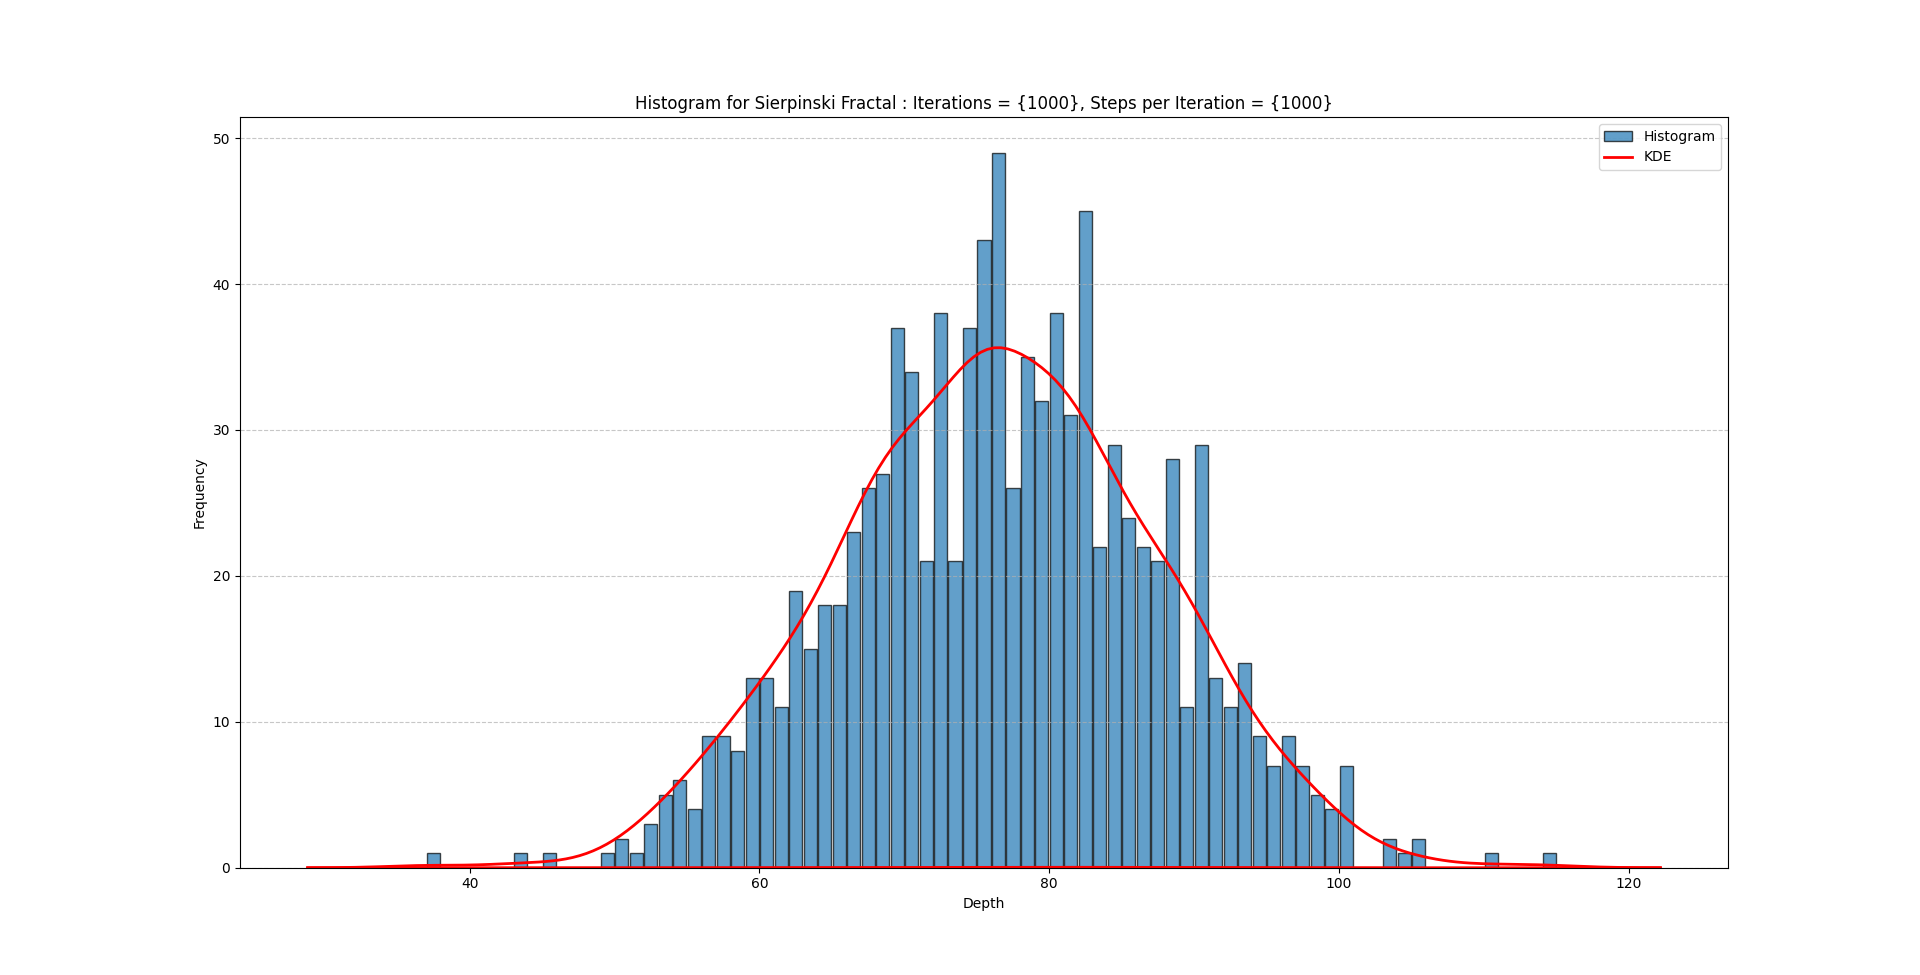 Histogram for Sierpinski Fractal : Iterations = {1000}, Steps per Iteration = {1000}
Histogram
KDE
50
40
30
20
10
0
Frequency
40
60
80
100
120
Depth